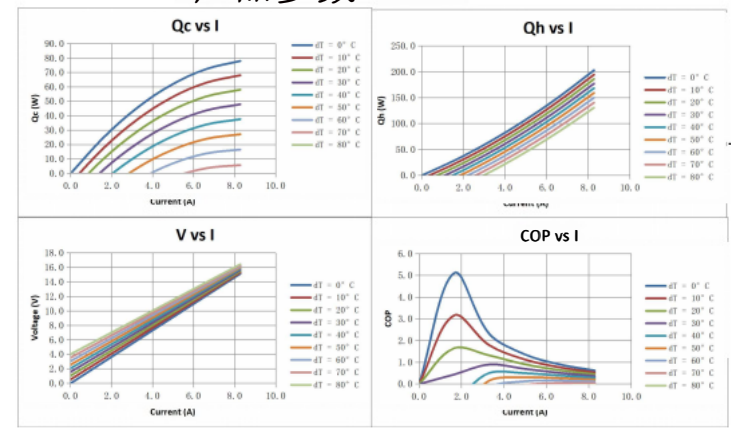 Qc vs I
90.0
80.0
70.0
60.0
50.0
40.0
30.0
20.0
10.0
0.0
Qc (W)
0.0 2.0 4.0 6.0 8.0 10.0
Current (A)
dT = 0° C
dT = 10° C
dT = 20° C
dT = 30° C
dT = 40° C
dT = 50° C
dT = 60° C
dT = 70° C
dT = 80° C
Qh vs I
250.0
200.0
150.0
100.0
50.0
0.0
Qh (W)
0.0 2.0 4.0 6.0 8.0 10.0
Current (A)
dT = 0° C
dT = 10° C
dT = 20° C
dT = 30° C
dT = 40° C
dT = 50° C
dT = 60° C
dT = 70° C
dT = 80° C
V vs I
18.0
16.0
14.0
12.0
10.0
8.0
6.0
4.0
2.0
0.0
Voltage (V)
0.0 2.0 4.0 6.0 8.0 10.0
Current (A)
dT = 0° C
dT = 10° C
dT = 20° C
dT = 30° C
dT = 40° C
dT = 50° C
dT = 60° C
dT = 70° C
dT = 80° C
COP vs I
6.0
5.0
4.0
3.0
2.0
1.0
0.0
COP
0.0 2.0 4.0 6.0 8.0 10.0
Current (A)
dT = 0° C
dT = 10° C
dT = 20° C
dT = 30° C
dT = 40° C
dT = 50° C
dT = 60° C
dT = 70° C
dT = 80° C